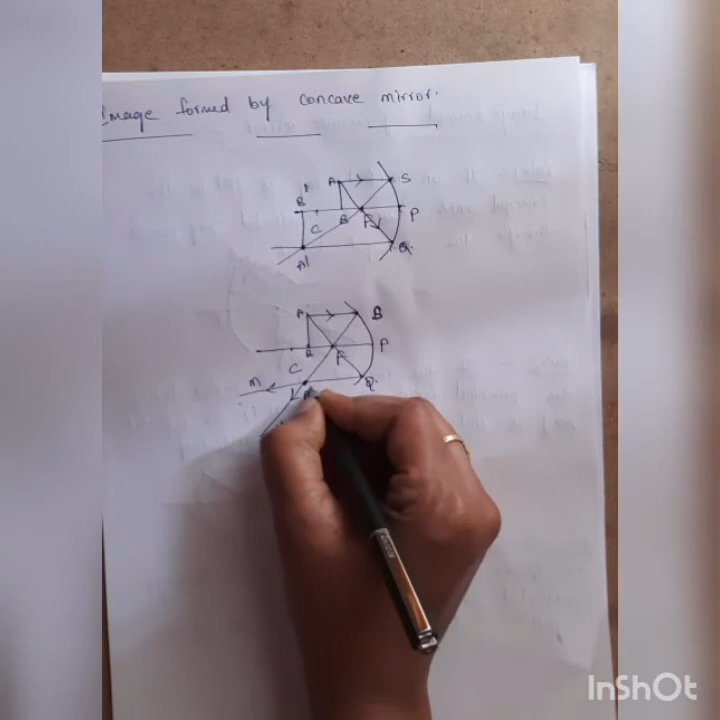 Image formed by concave mirror.
A S
B
C B F P
A' Q.
A B
B F P
C
M Q.
L A
InShOt